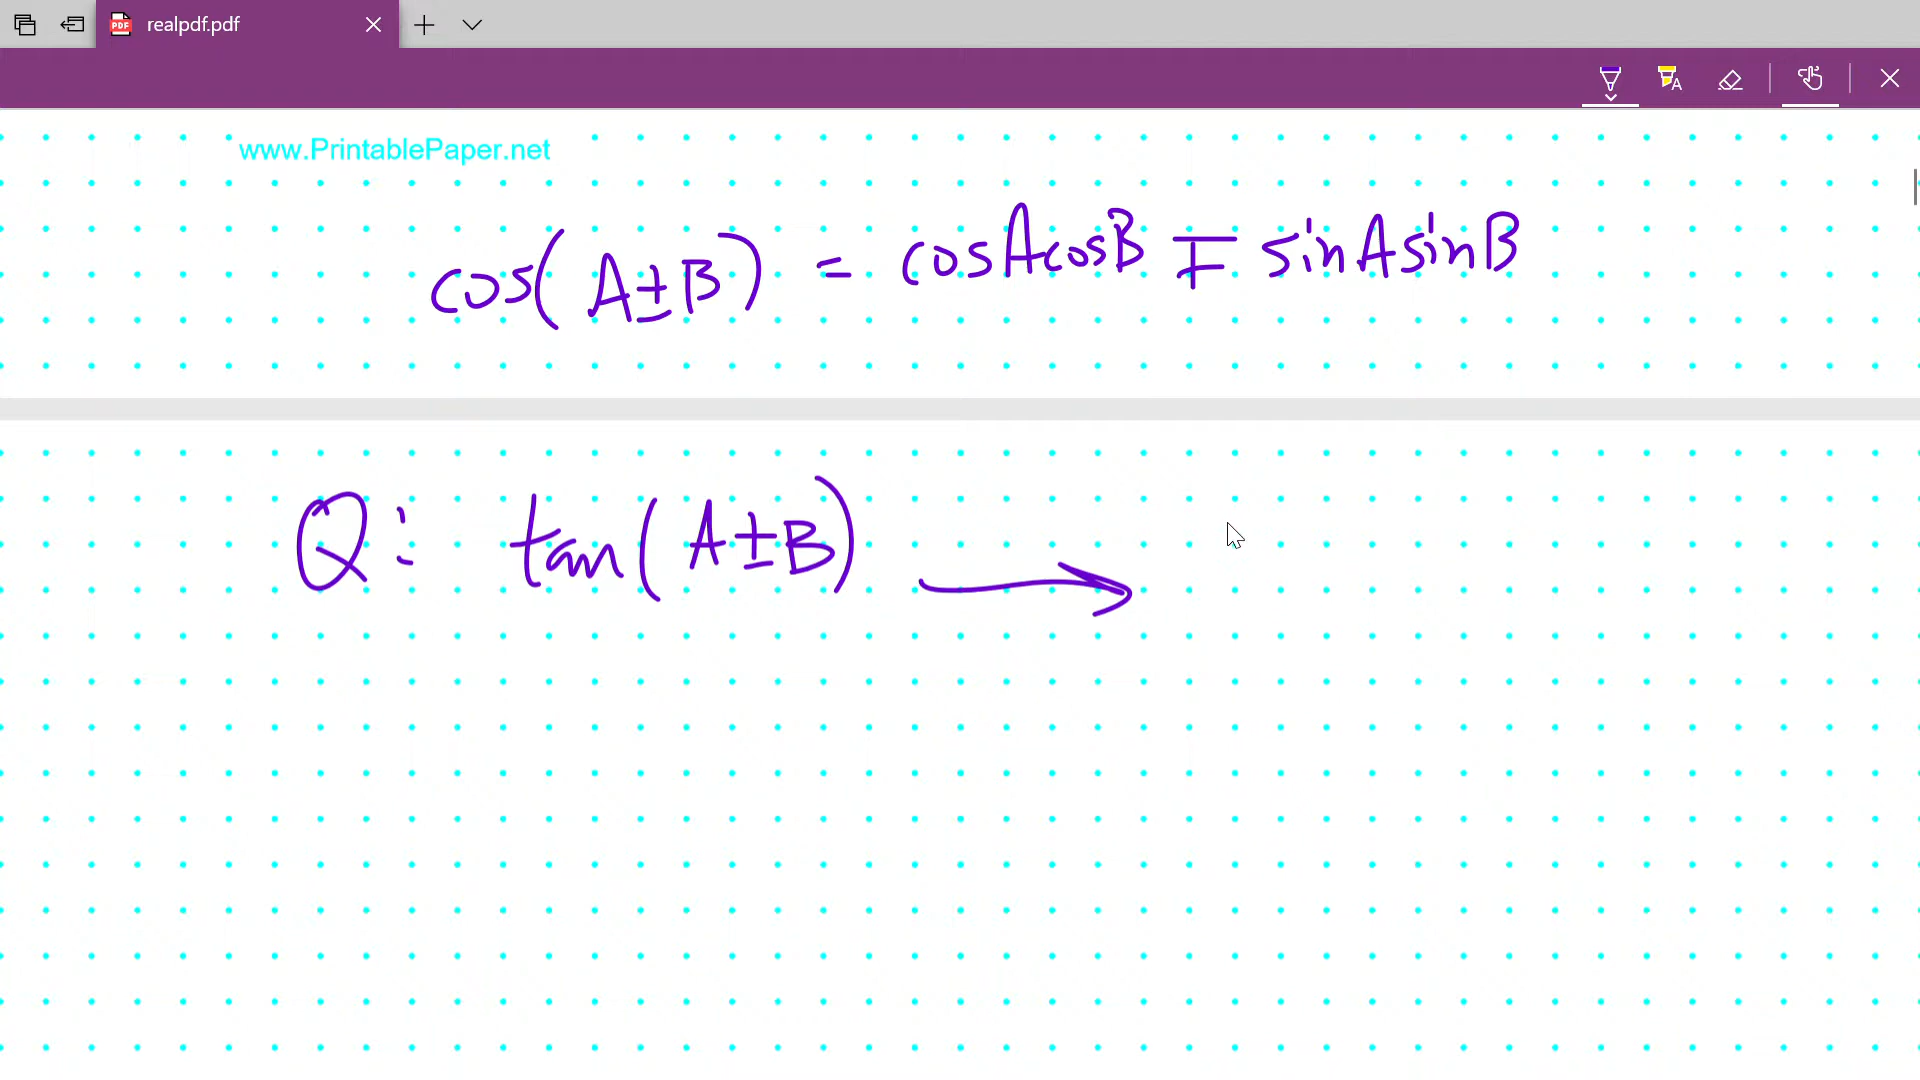 realpdf.pdf
www.PrintablePaper.net
cos(A±B) = cosAcosB ∓ sinAsinB
Q: tan(A±B) →